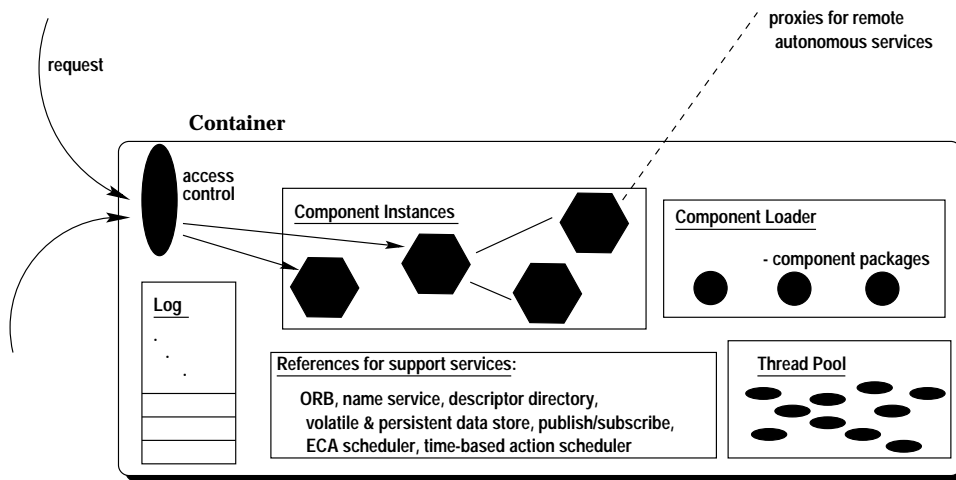 proxies for remote
autonomous services
request
Container
access
control
Component Instances
Component Loader
- component packages
Log
References for support services:
ORB, name service, descriptor directory,
volatile & persistent data store, publish/subscribe,
ECA scheduler, time-based action scheduler
Thread Pool